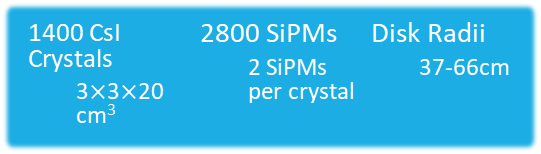 1400 CsI
Crystals
3×3×20
cm³
2800 SiPMs
2 SiPMs
per crystal
Disk Radii
37-66cm